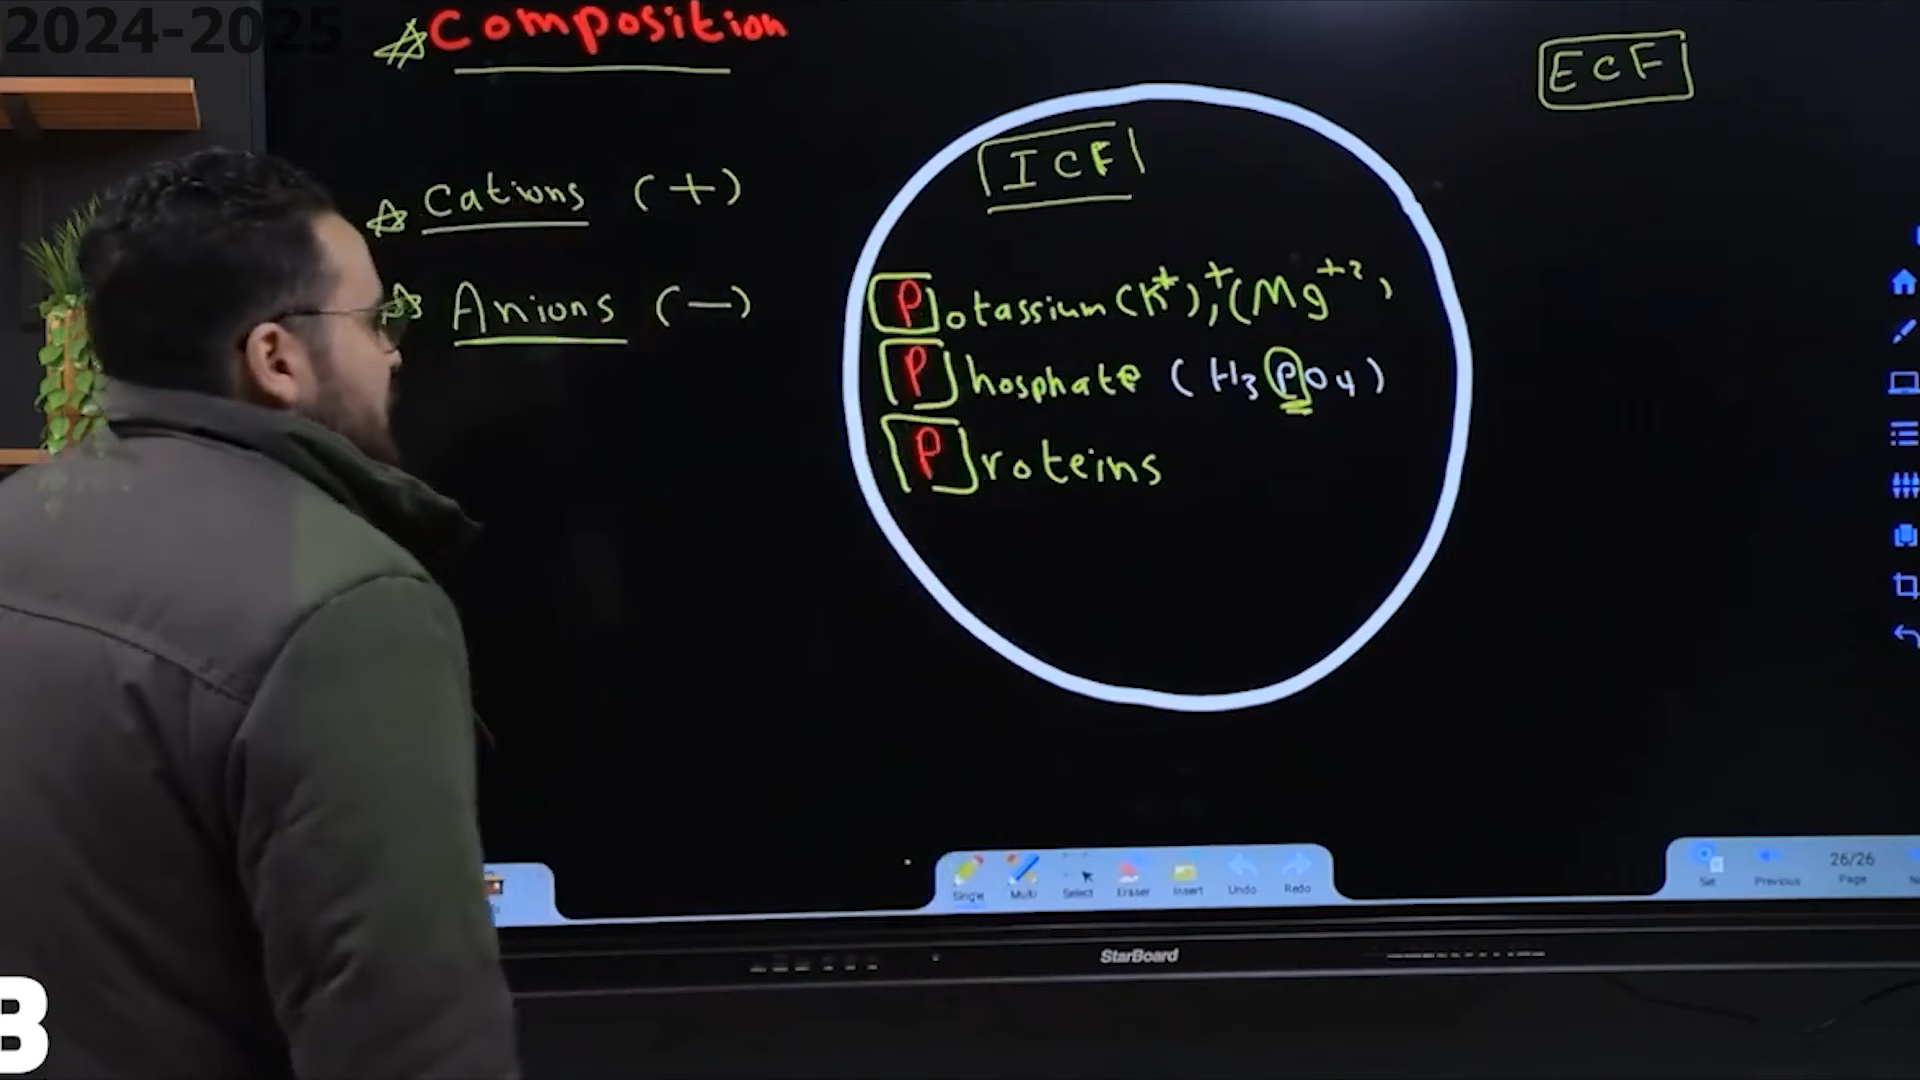 2024-2025
☆Composition
ECF
ICF
☆ Cations (+)
☆ Anions (−)
Potassium (K⁺), + (Mg⁺²)
Phosphate (H3PO4)
Proteins
Single Multi Select Eraser Insert Undo Redo
Set Previous 26/26 Page
StarBoard
B